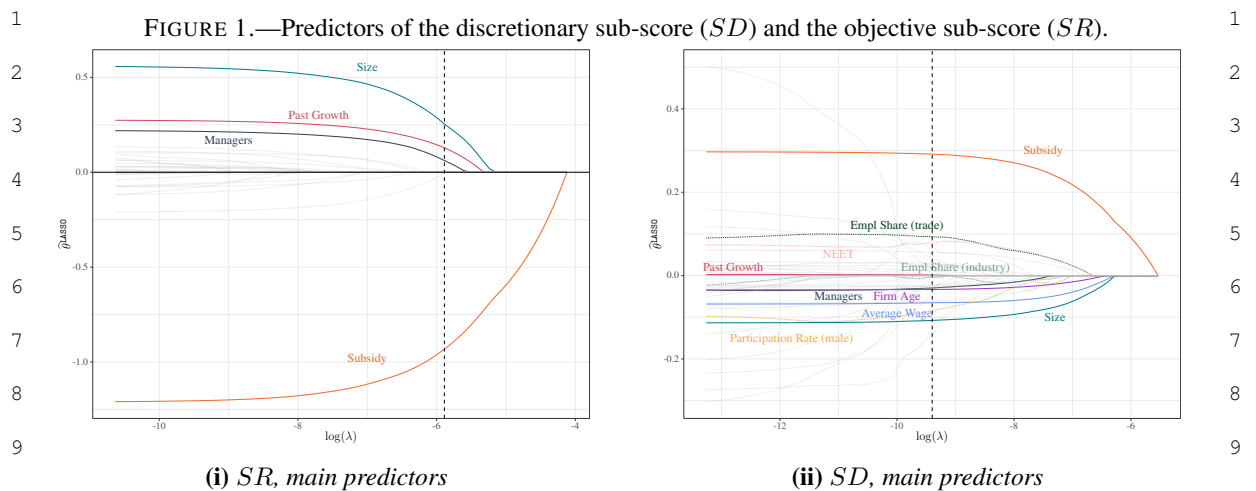 FIGURE 1.—Predictors of the discretionary sub-score (SD) and the objective sub-score (SR).
1
2
3
4
5
6
7
8
9
0.5
0.0
-0.5
-1.0
θ̂ᴸᴬˢˢᴼ
Size
Past Growth
Managers
Subsidy
-10
-8
-6
-4
log(λ)
(i) SR, main predictors
0.4
0.2
0.0
-0.2
θ̂ᴸᴬˢˢᴼ
Subsidy
Empl Share (trade)
NEET
Past Growth
Empl Share (industry)
Managers
Firm Age
Average Wage
Size
Participation Rate (male)
-12
-10
-8
-6
log(λ)
(ii) SD, main predictors
1
2
3
4
5
6
7
8
9